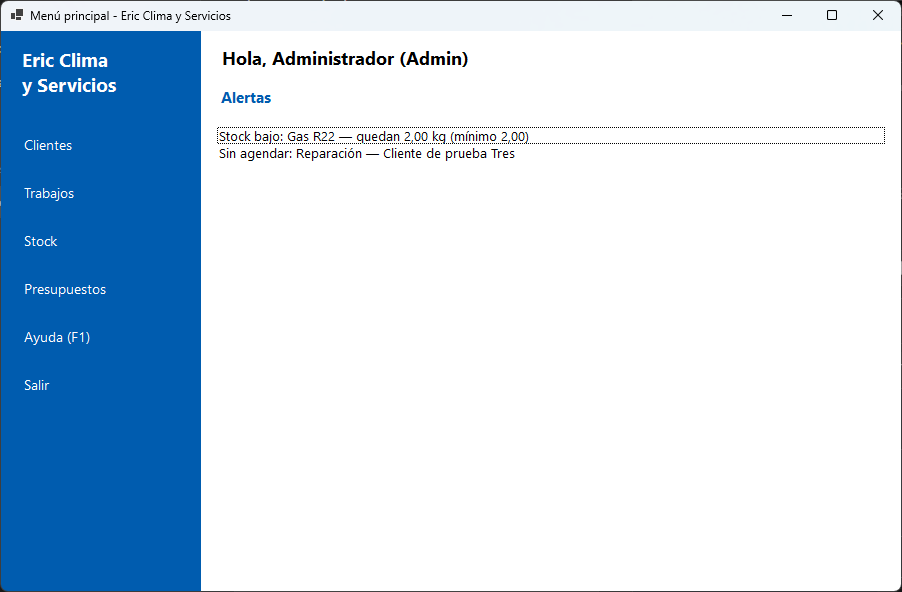 Menú principal - Eric Clima y Servicios
Eric Clima
y Servicios
Clientes
Trabajos
Stock
Presupuestos
Ayuda (F1)
Salir
Hola, Administrador (Admin)
Alertas
Stock bajo: Gas R22 — quedan 2,00 kg (mínimo 2,00)
Sin agendar: Reparación — Cliente de prueba Tres